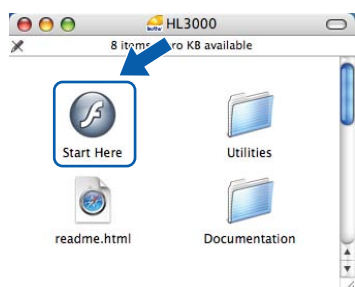 HL3000
8 items KB available
Start Here
Utilities
readme.html
Documentation